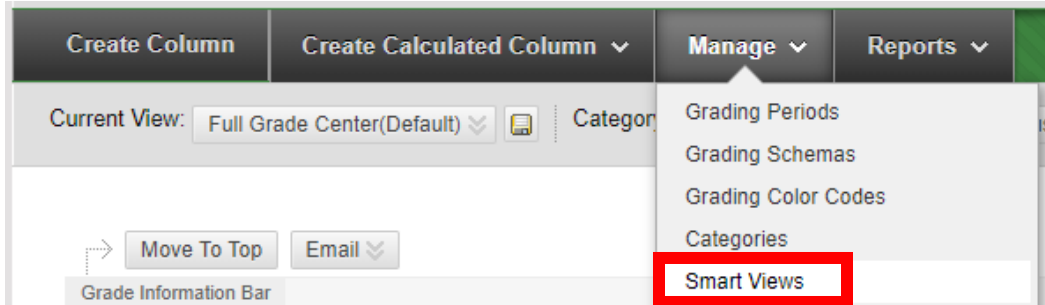 Create Column Create Calculated Column Manage Reports
Current View: Full Grade Center(Default)
Grading Periods
Grading Schemas
Grading Color Codes
Categories
Smart Views
Move To Top Email
Grade Information Bar